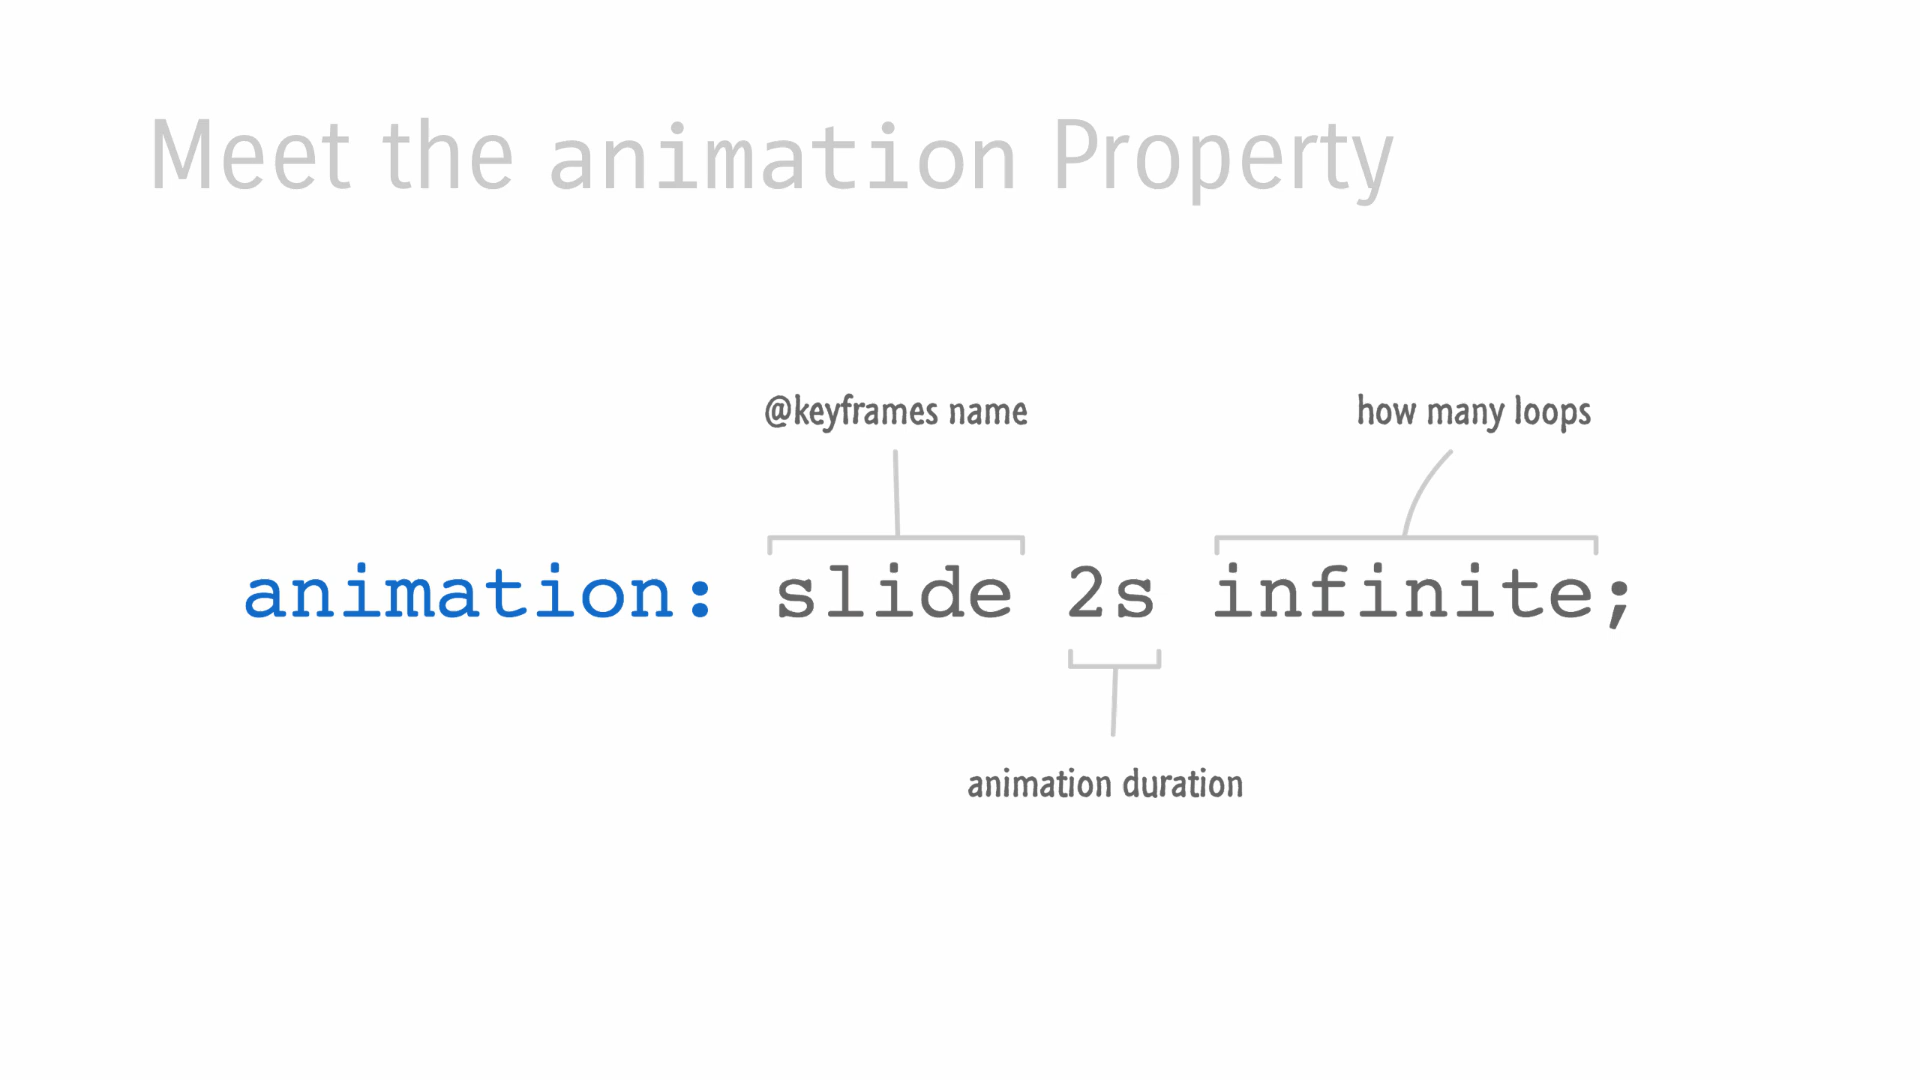 Meet the animation Property
@keyframes name
how many loops
animation: slide 2s infinite;
animation duration